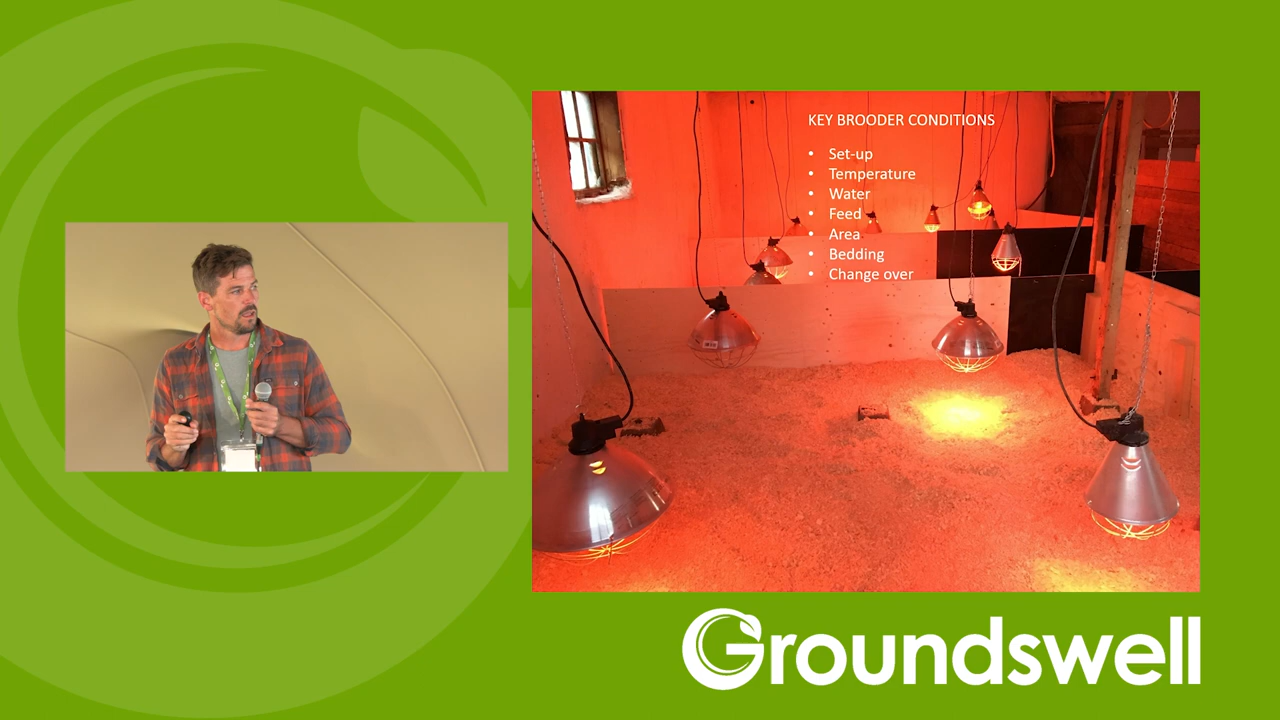 KEY BROODER CONDITIONS
• Set-up
• Temperature
• Water
• Feed
• Area
• Bedding
• Change over
Groundswell